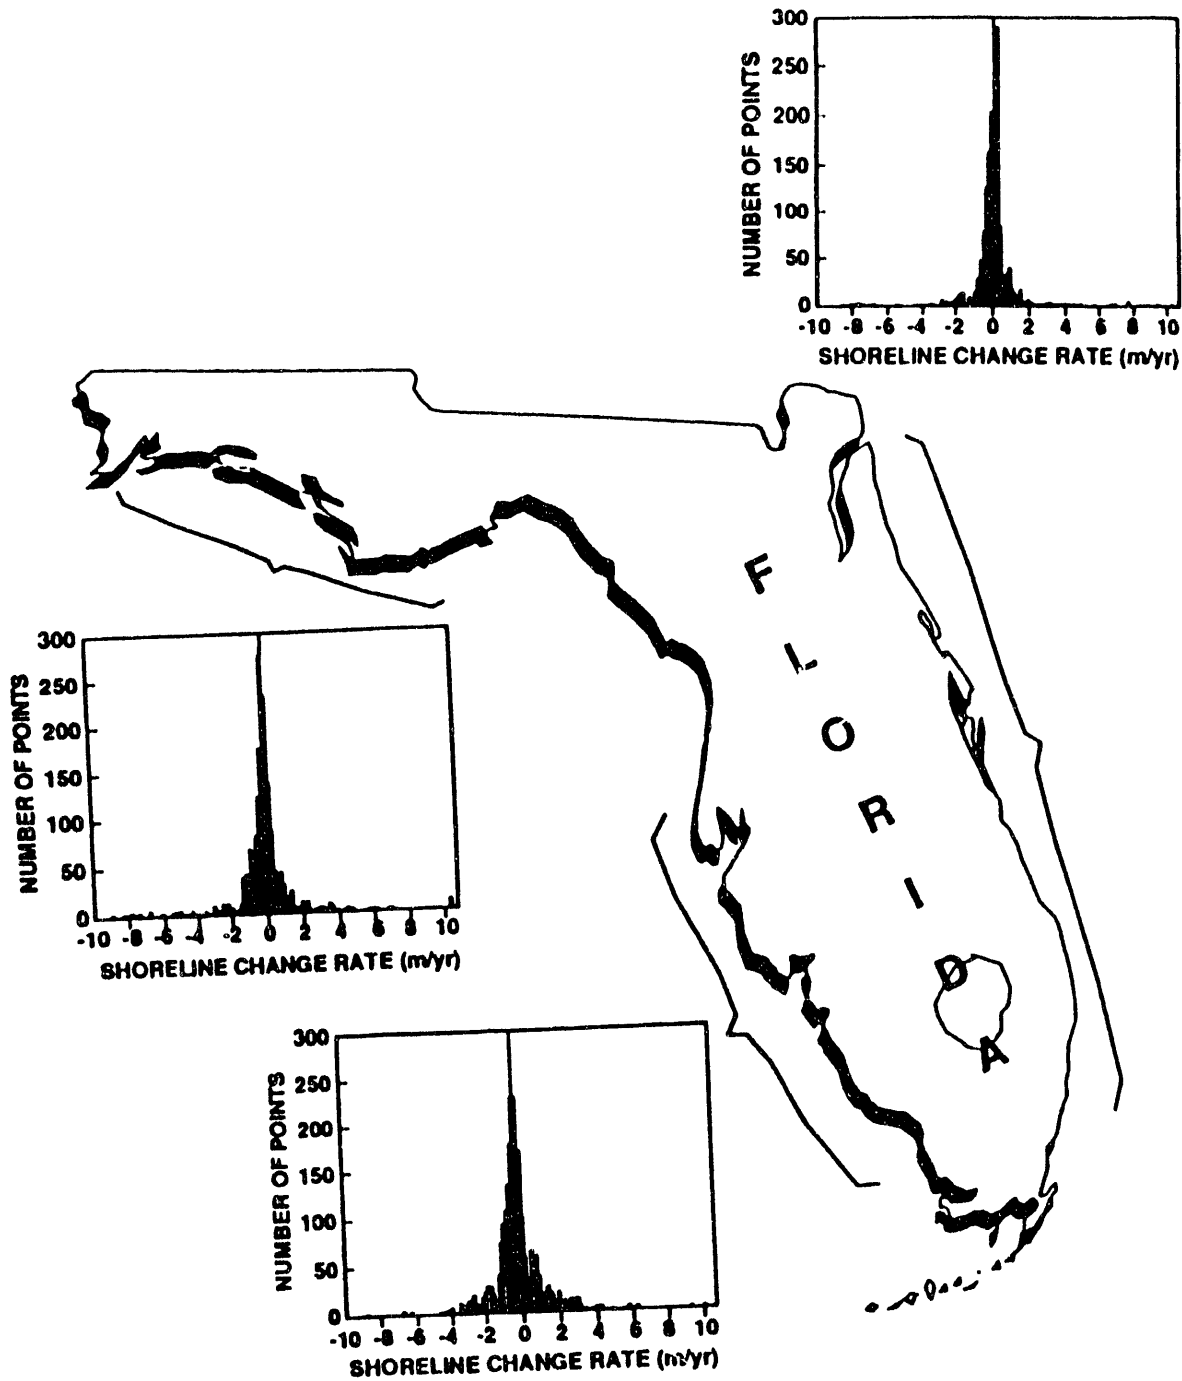 300
250
200
150
100
50
0
NUMBER OF POINTS
-10 -8 -6 -4 -2 0 2 4 6 8 10
SHORELINE CHANGE RATE (m/yr)
F
L
O
R
I
D
A
300
250
200
150
100
50
0
NUMBER OF POINTS
-10 -8 -6 -4 -2 0 2 4 6 8 10
SHORELINE CHANGE RATE (m/yr)
300
250
200
150
100
50
0
NUMBER OF POINTS
-10 -8 -6 -4 -2 0 2 4 6 8 10
SHORELINE CHANGE RATE (m/yr)